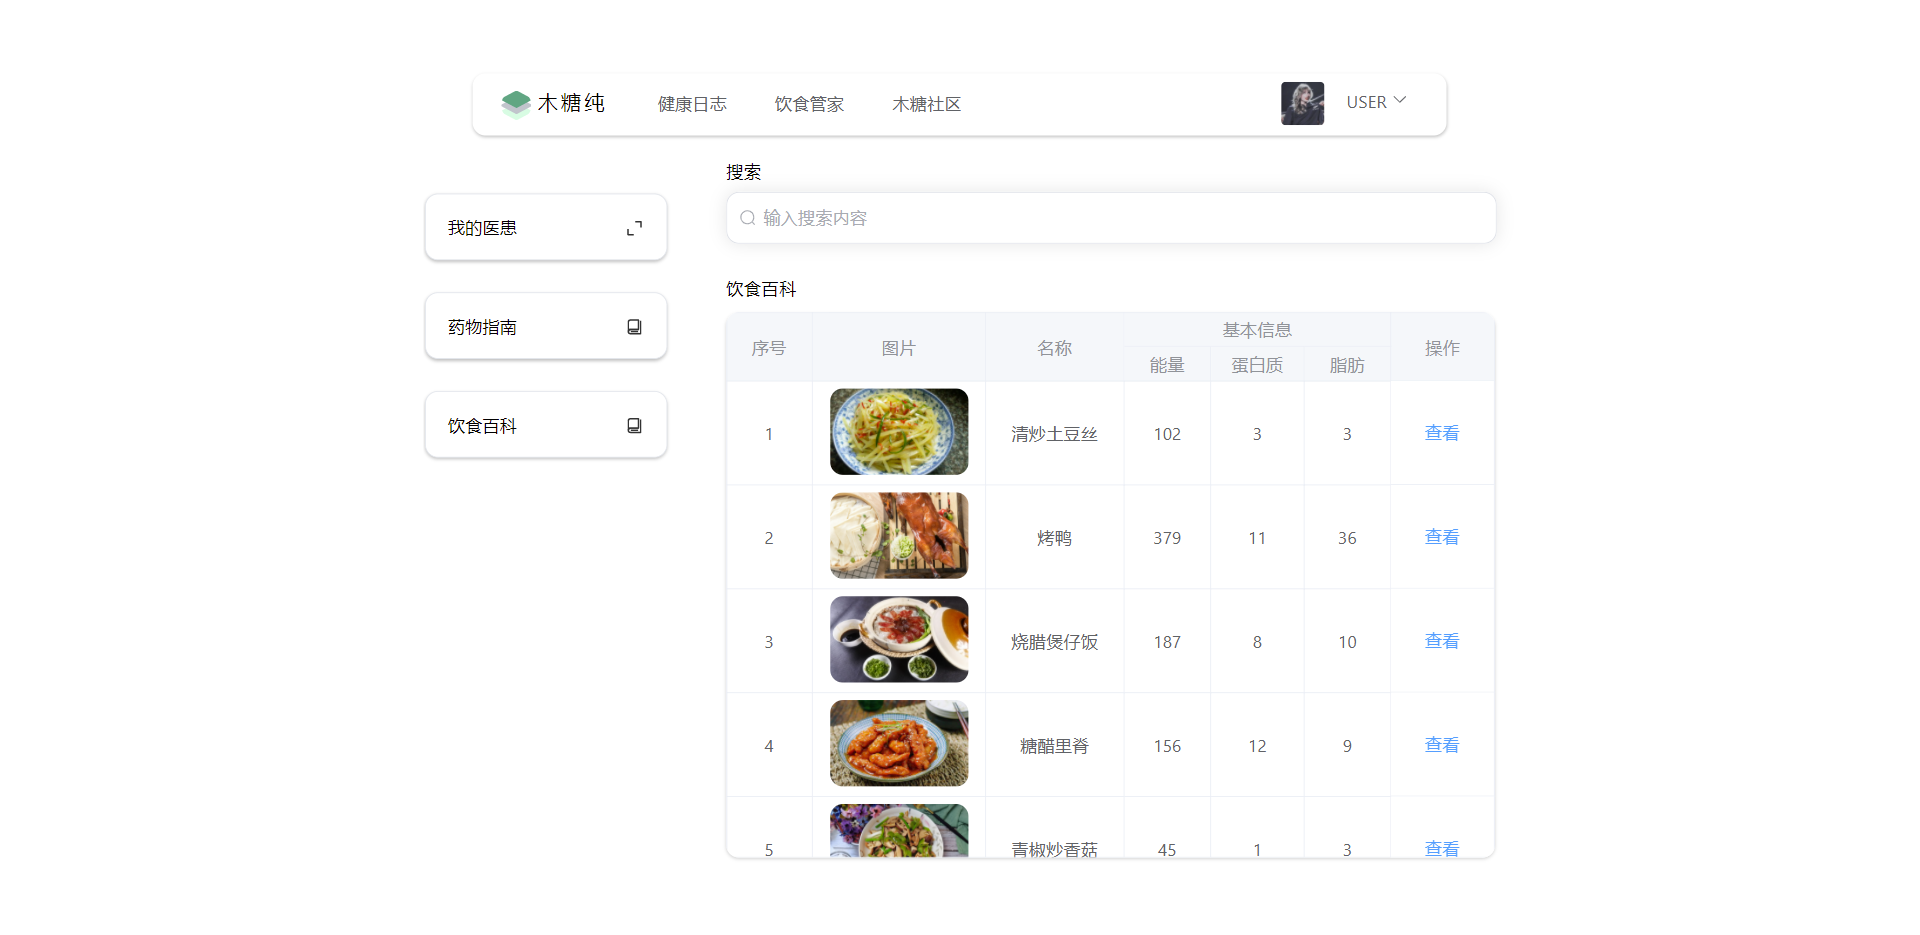 木糖纯 健康日志 饮食管家 木糖社区 USER
我的医患
药物指南
饮食百科
搜索
输入搜索内容
饮食百科
序号 图片 名称 基本信息 操作
能量 蛋白质 脂肪
1 清炒土豆丝 102 3 3 查看
2 烤鸭 379 11 36 查看
3 烧腊煲仔饭 187 8 10 查看
4 糖醋里脊 156 12 9 查看
5 青椒炒香菇 45 1 3 查看